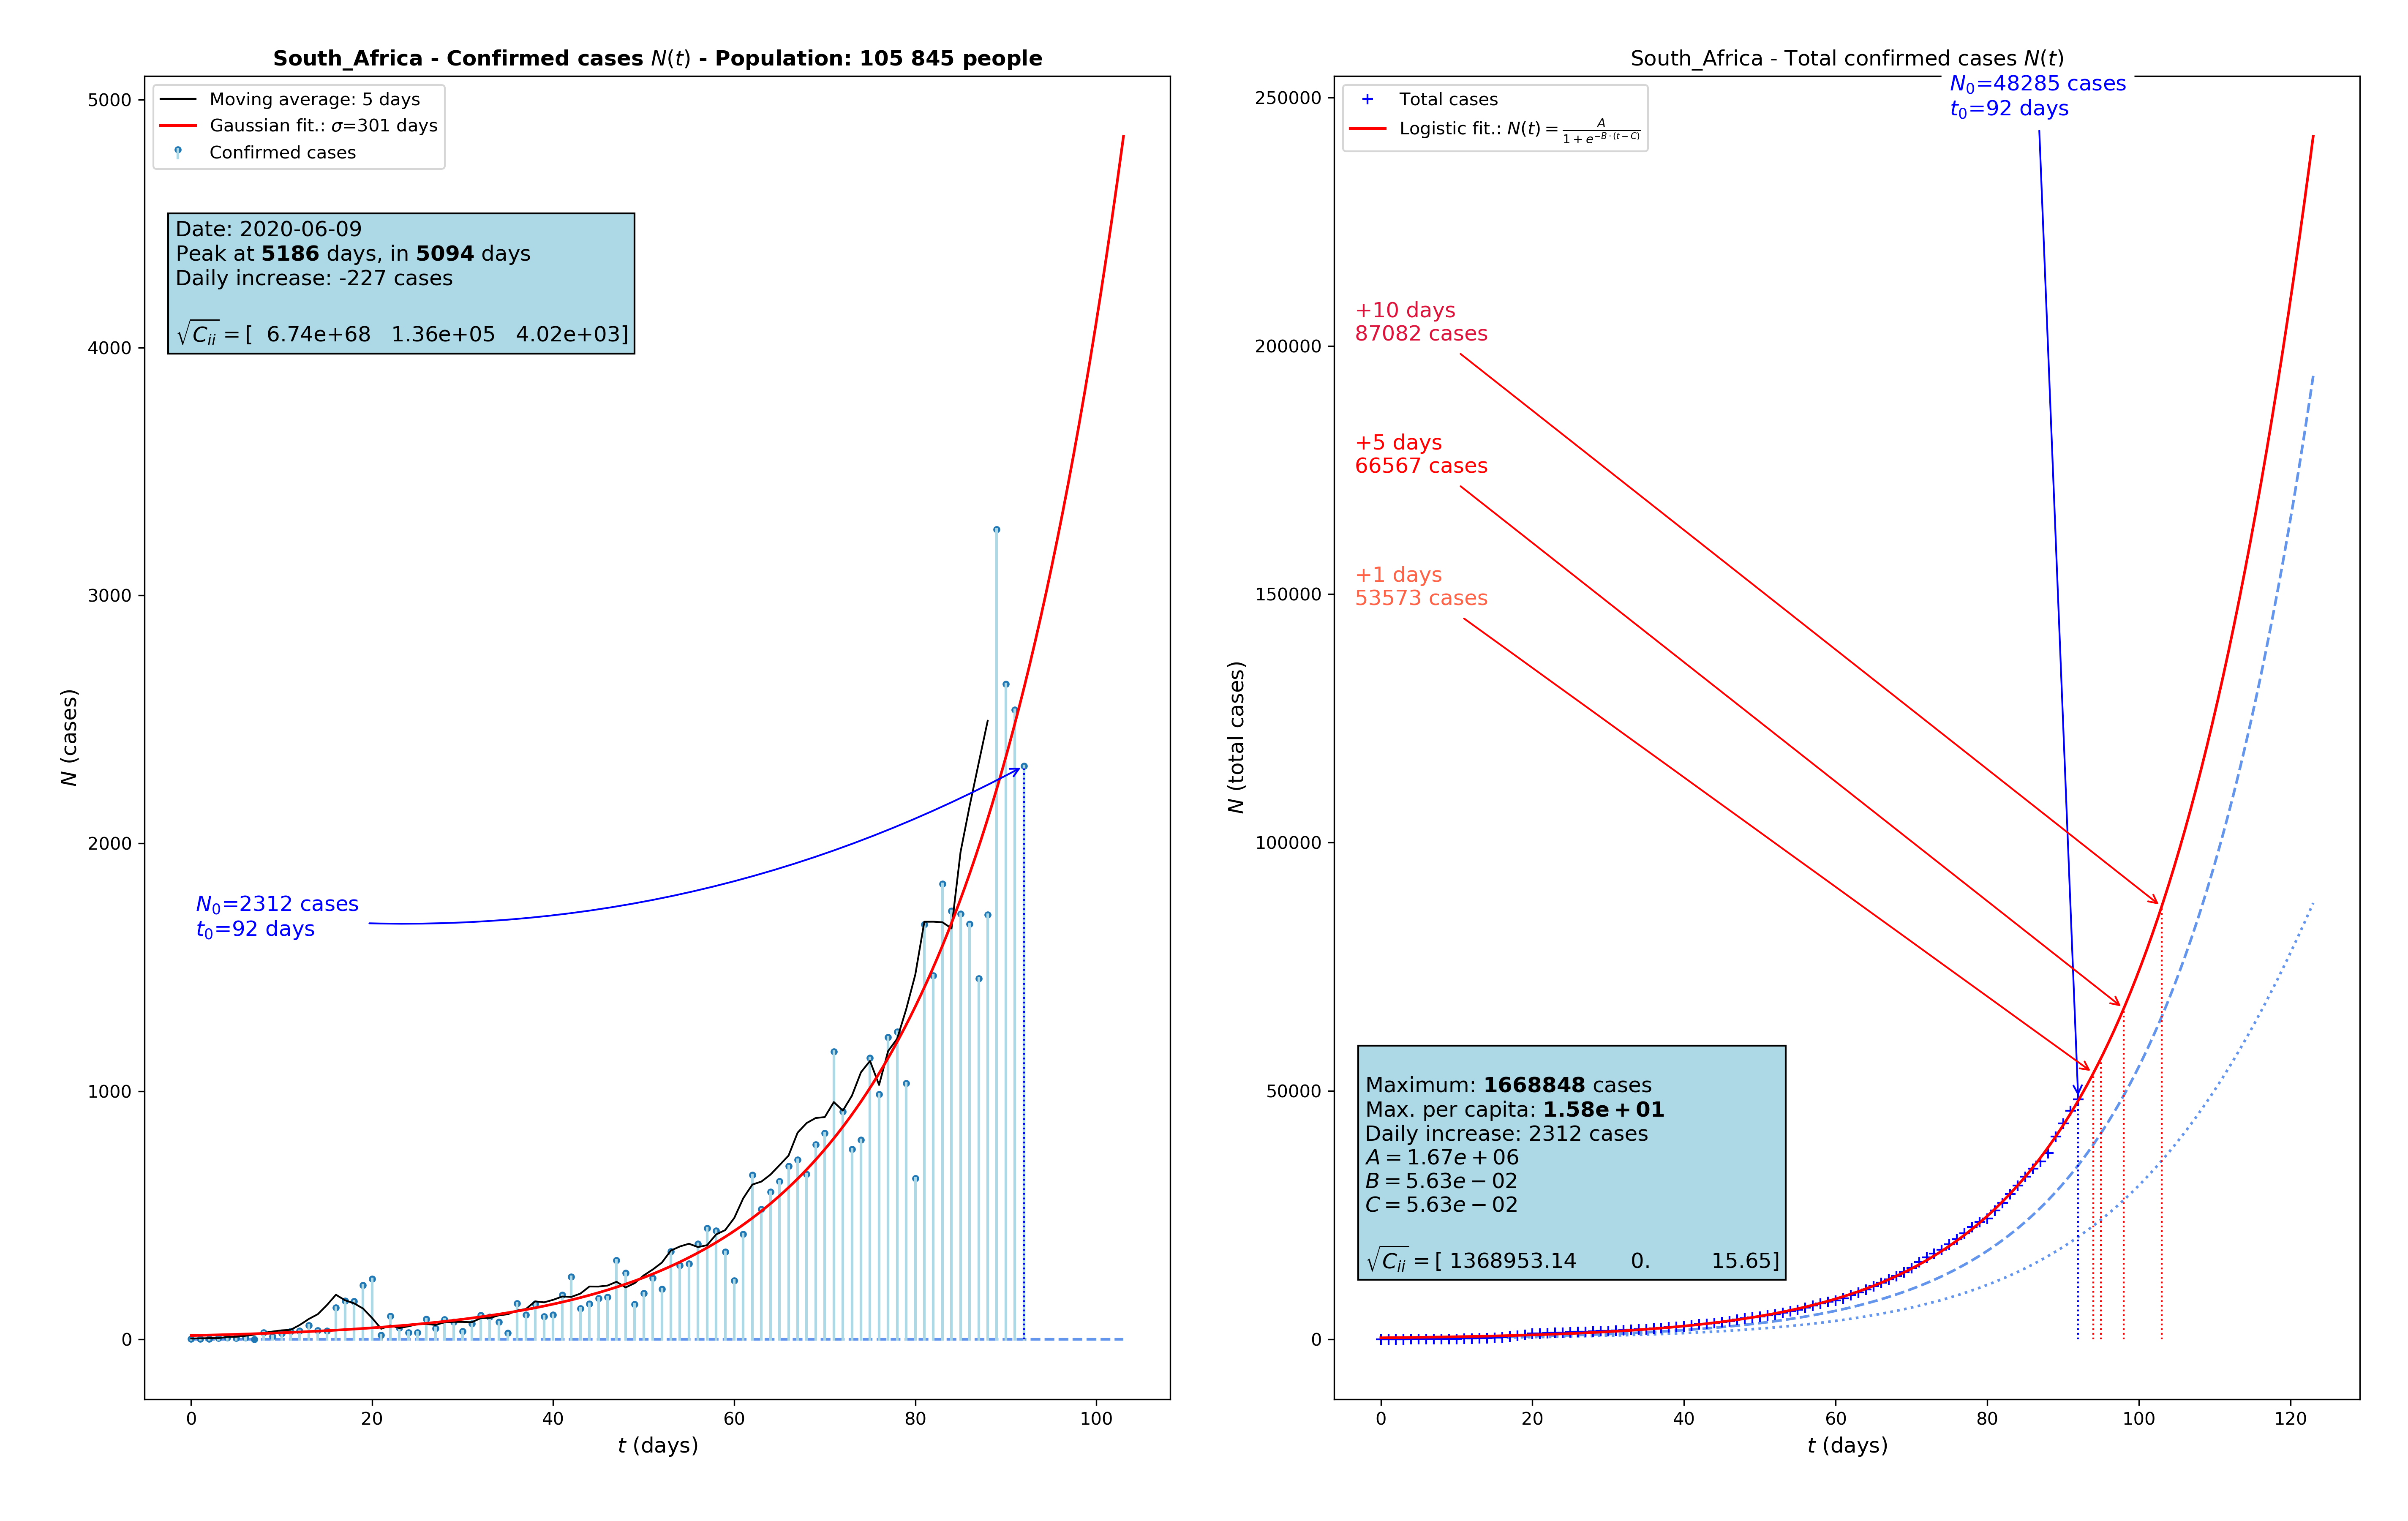 South_Africa - Confirmed cases N(t) - Population: 105 845 people
Moving average: 5 days
Gaussian fit.: σ=301 days
Confirmed cases
Date: 2020-06-09
Peak at 5186 days, in 5094 days
Daily increase: -227 cases
√C_ii = [ 6.74e+68 1.36e+05 4.02e+03]
N_0=2312 cases
t_0=92 days
5000
4000
3000
2000
1000
0
N (cases)
0 20 40 60 80 100
t (days)
South_Africa - Total confirmed cases N(t)
Total cases
Logistic fit.: N(t) = A / (1 + e^{-B·(t-C)})
N_0=48285 cases
t_0=92 days
+10 days
87082 cases
+5 days
66567 cases
+1 days
53573 cases
Maximum: 1668848 cases
Max. per capita: 1.58e + 01
Daily increase: 2312 cases
A = 1.67e + 06
B = 5.63e − 02
C = 5.63e − 02
√C_ii = [ 1368953.14 0. 15.65]
250000
200000
150000
100000
50000
0
N (total cases)
0 20 40 60 80 100 120
t (days)